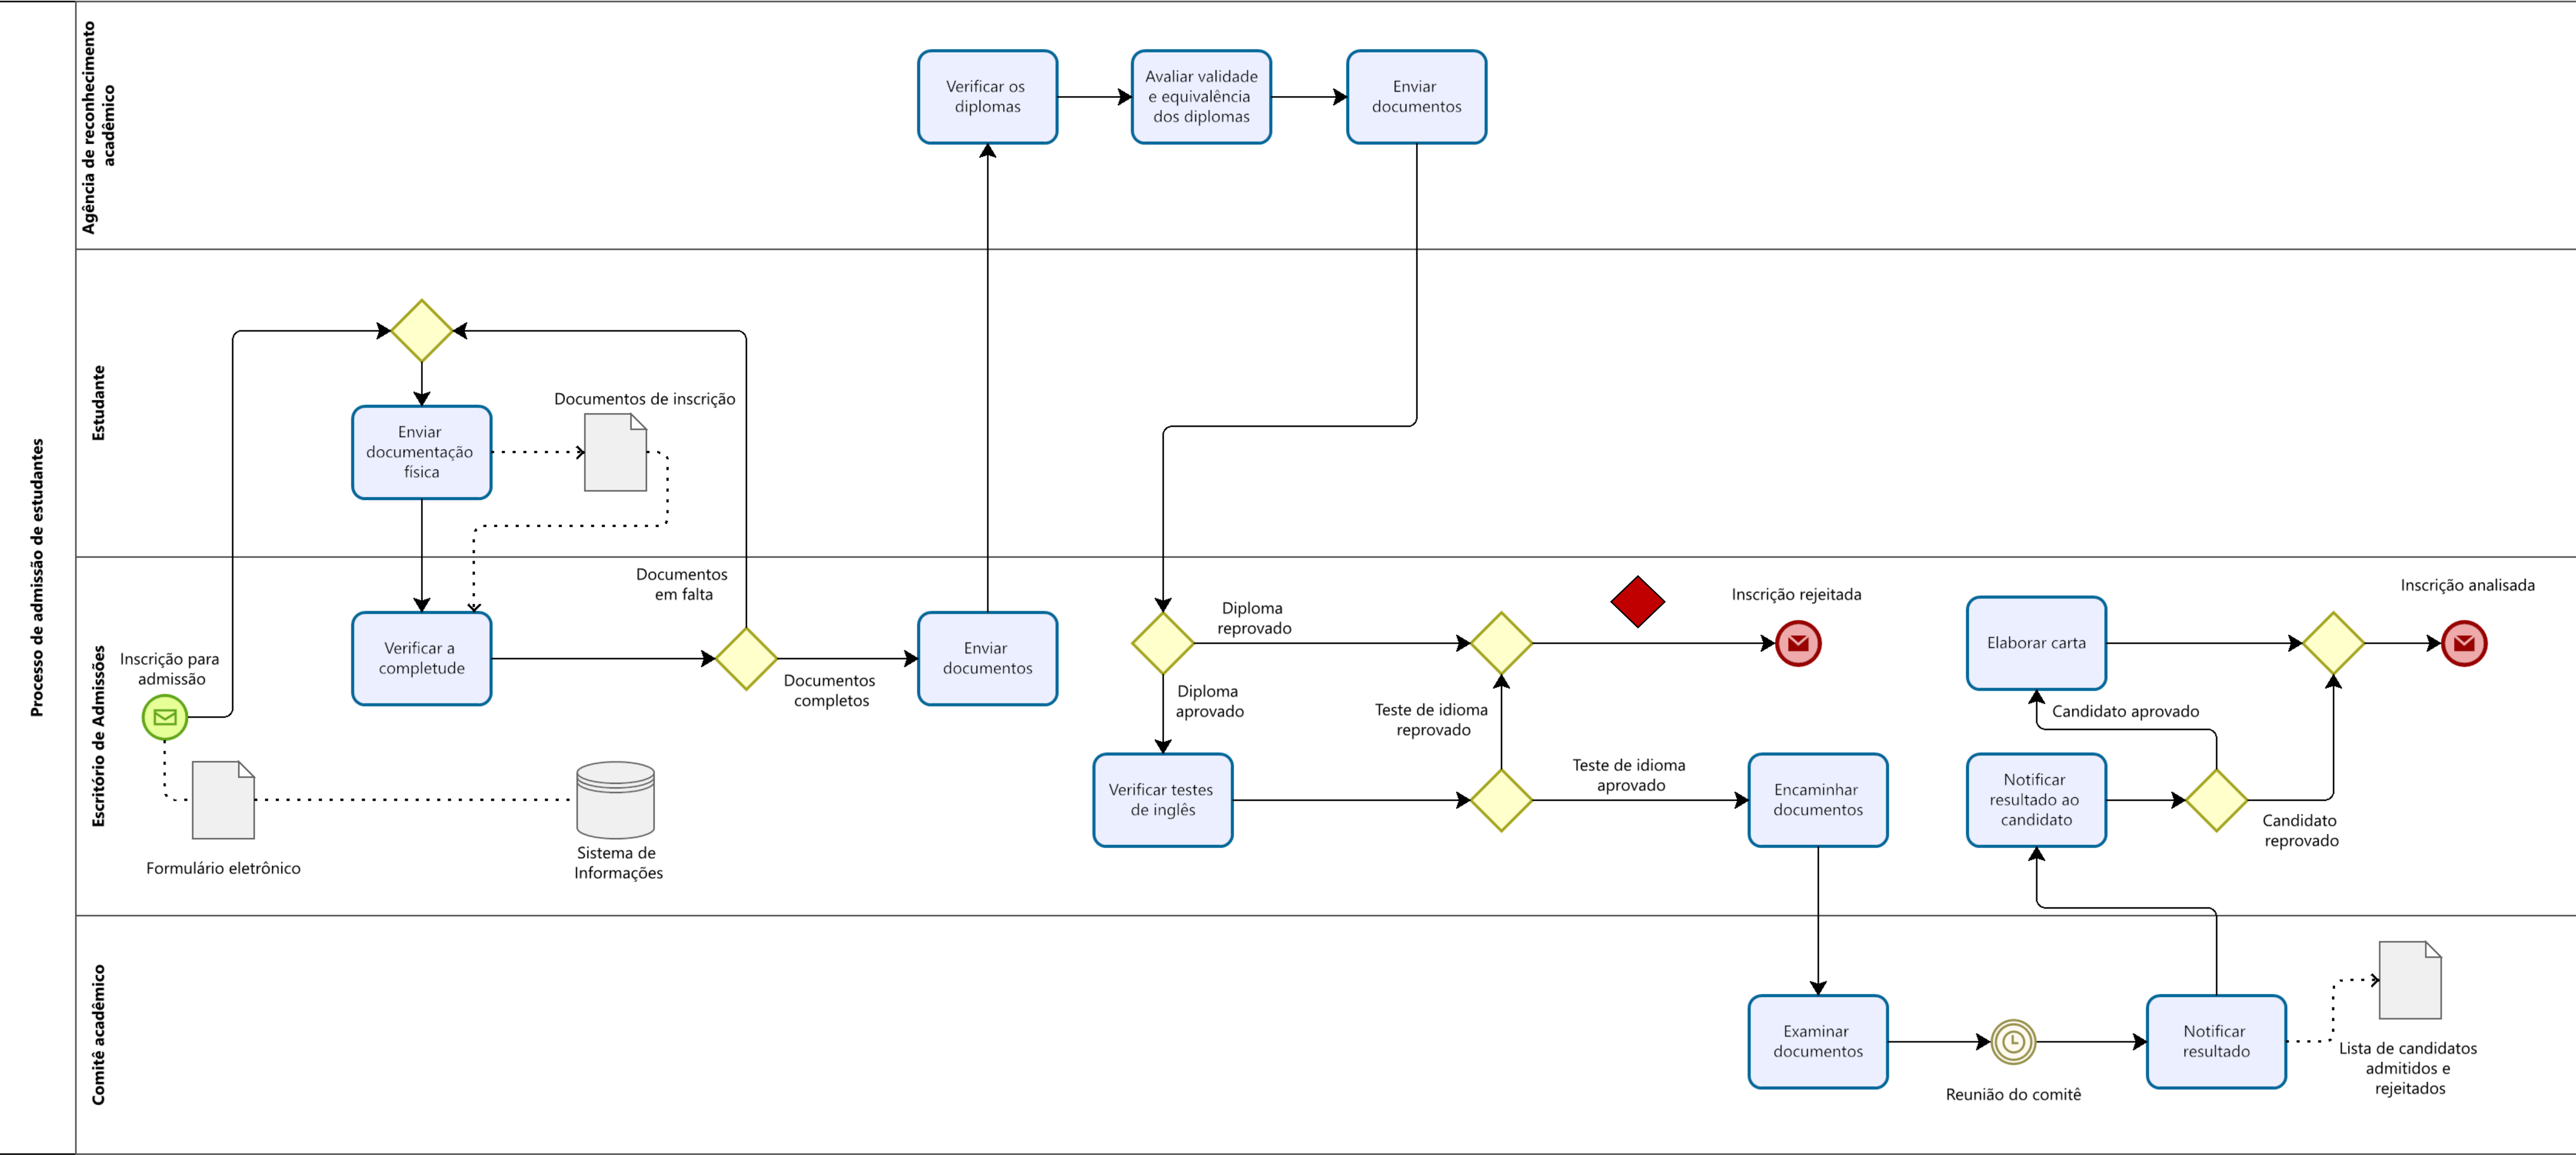 Processo de admissão de estudantes
Agência de reconhecimento
acadêmico
Verificar os
diplomas
Avaliar validade
e equivalência
dos diplomas
Enviar
documentos
Estudante
Enviar
documentação
física
Documentos de inscrição
Escritório de Admissões
Inscrição para
admissão
Formulário eletrônico
Sistema de
Informações
Verificar a
completude
Documentos
em falta
Documentos
completos
Enviar
documentos
Diploma
reprovado
Diploma
aprovado
Verificar testes
de inglês
Teste de idioma
reprovado
Teste de idioma
aprovado
Inscrição rejeitada
Encaminhar
documentos
Elaborar carta
Candidato aprovado
Notificar
resultado ao
candidato
Candidato
reprovado
Inscrição analisada
Comitê acadêmico
Examinar
documentos
Reunião do comitê
Notificar
resultado
Lista de candidatos
admitidos e
rejeitados